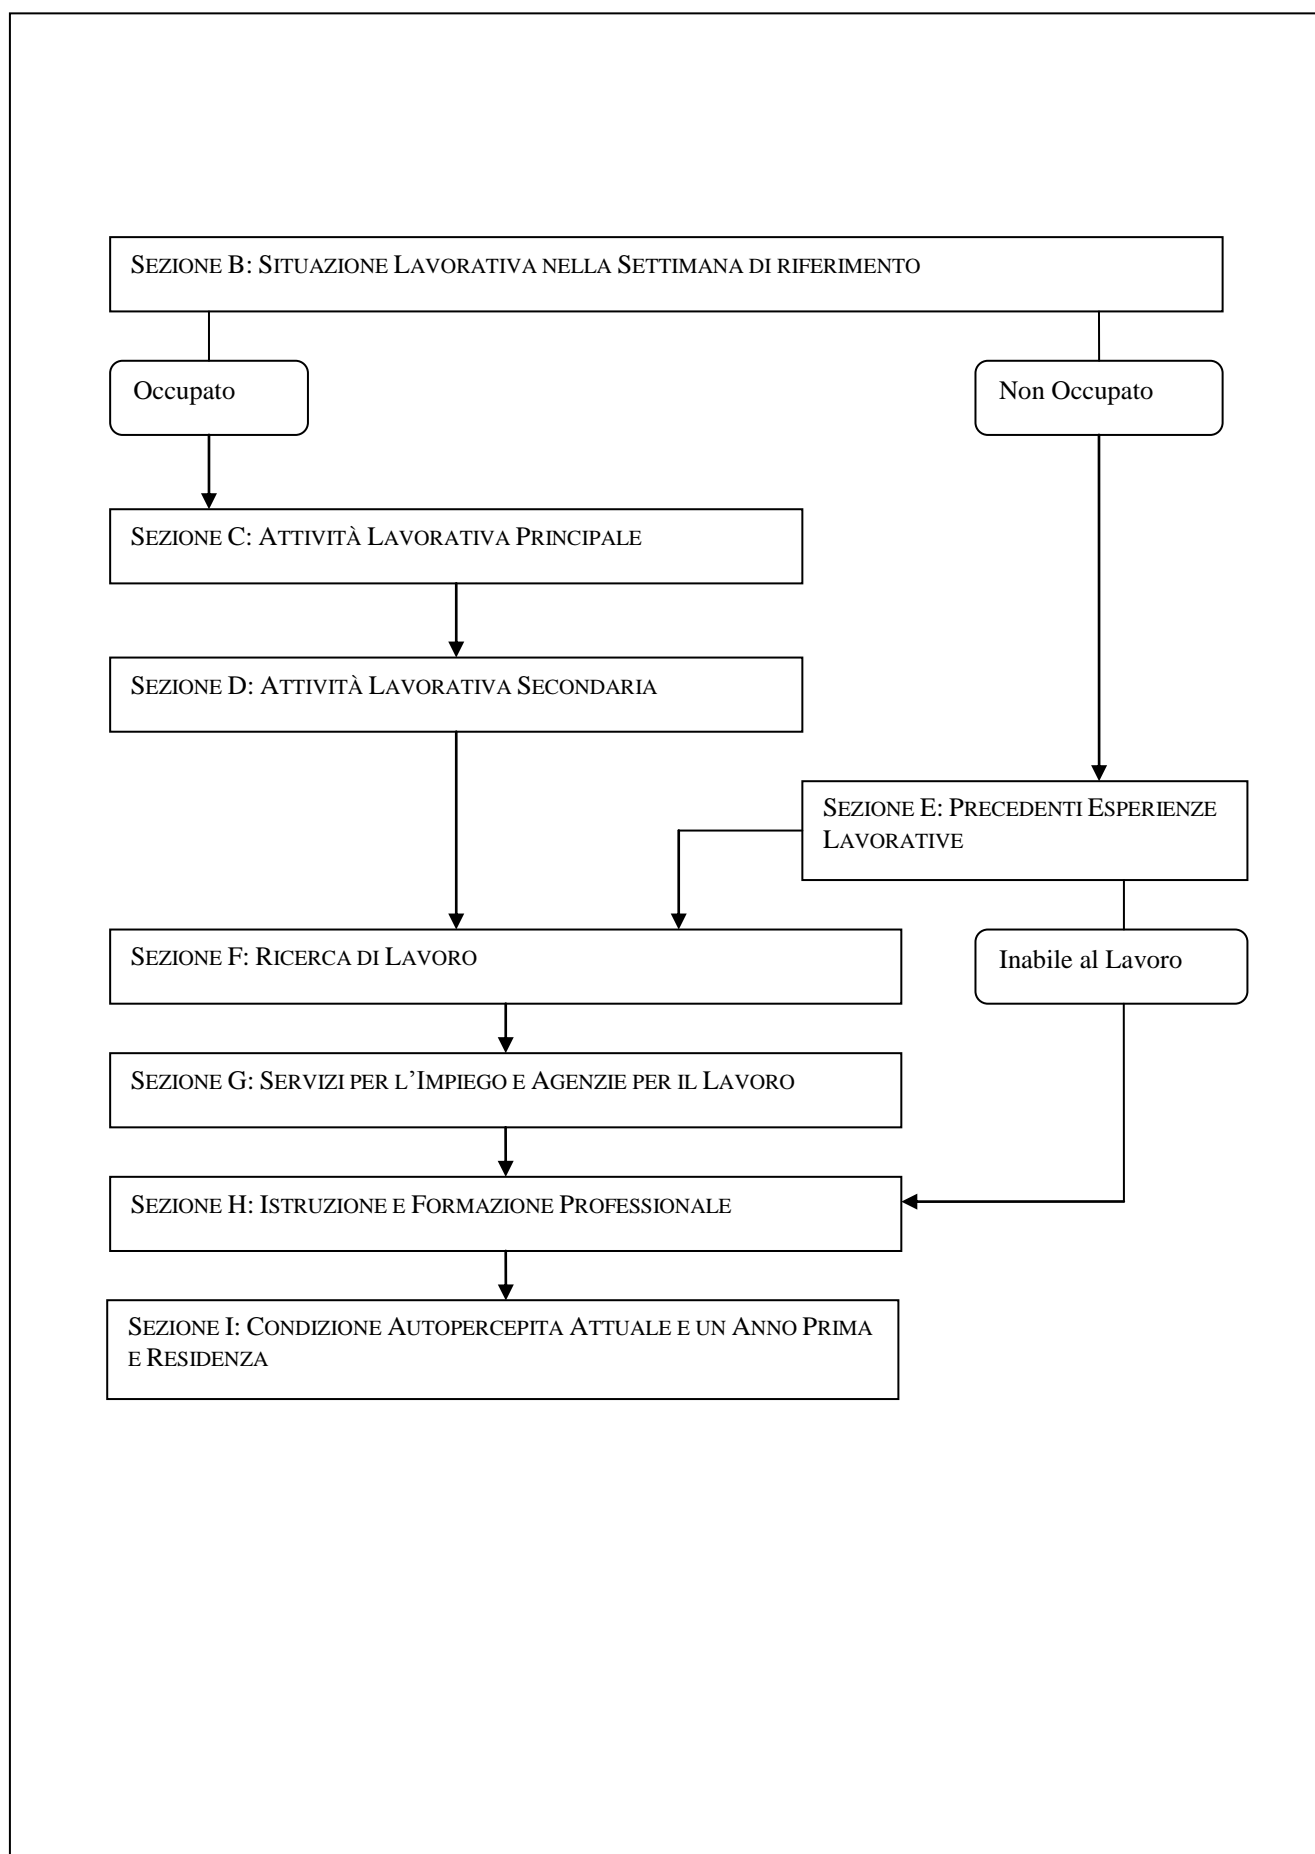 SEZIONE B: SITUAZIONE LAVORATIVA NELLA SETTIMANA DI RIFERIMENTO
Occupato
Non Occupato
SEZIONE C: ATTIVITÀ LAVORATIVA PRINCIPALE
SEZIONE D: ATTIVITÀ LAVORATIVA SECONDARIA
SEZIONE E: PRECEDENTI ESPERIENZE
LAVORATIVE
SEZIONE F: RICERCA DI LAVORO
Inabile al Lavoro
SEZIONE G: SERVIZI PER L’IMPIEGO E AGENZIE PER IL LAVORO
SEZIONE H: ISTRUZIONE E FORMAZIONE PROFESSIONALE
SEZIONE I: CONDIZIONE AUTOPERCEPITA ATTUALE E UN ANNO PRIMA
E RESIDENZA